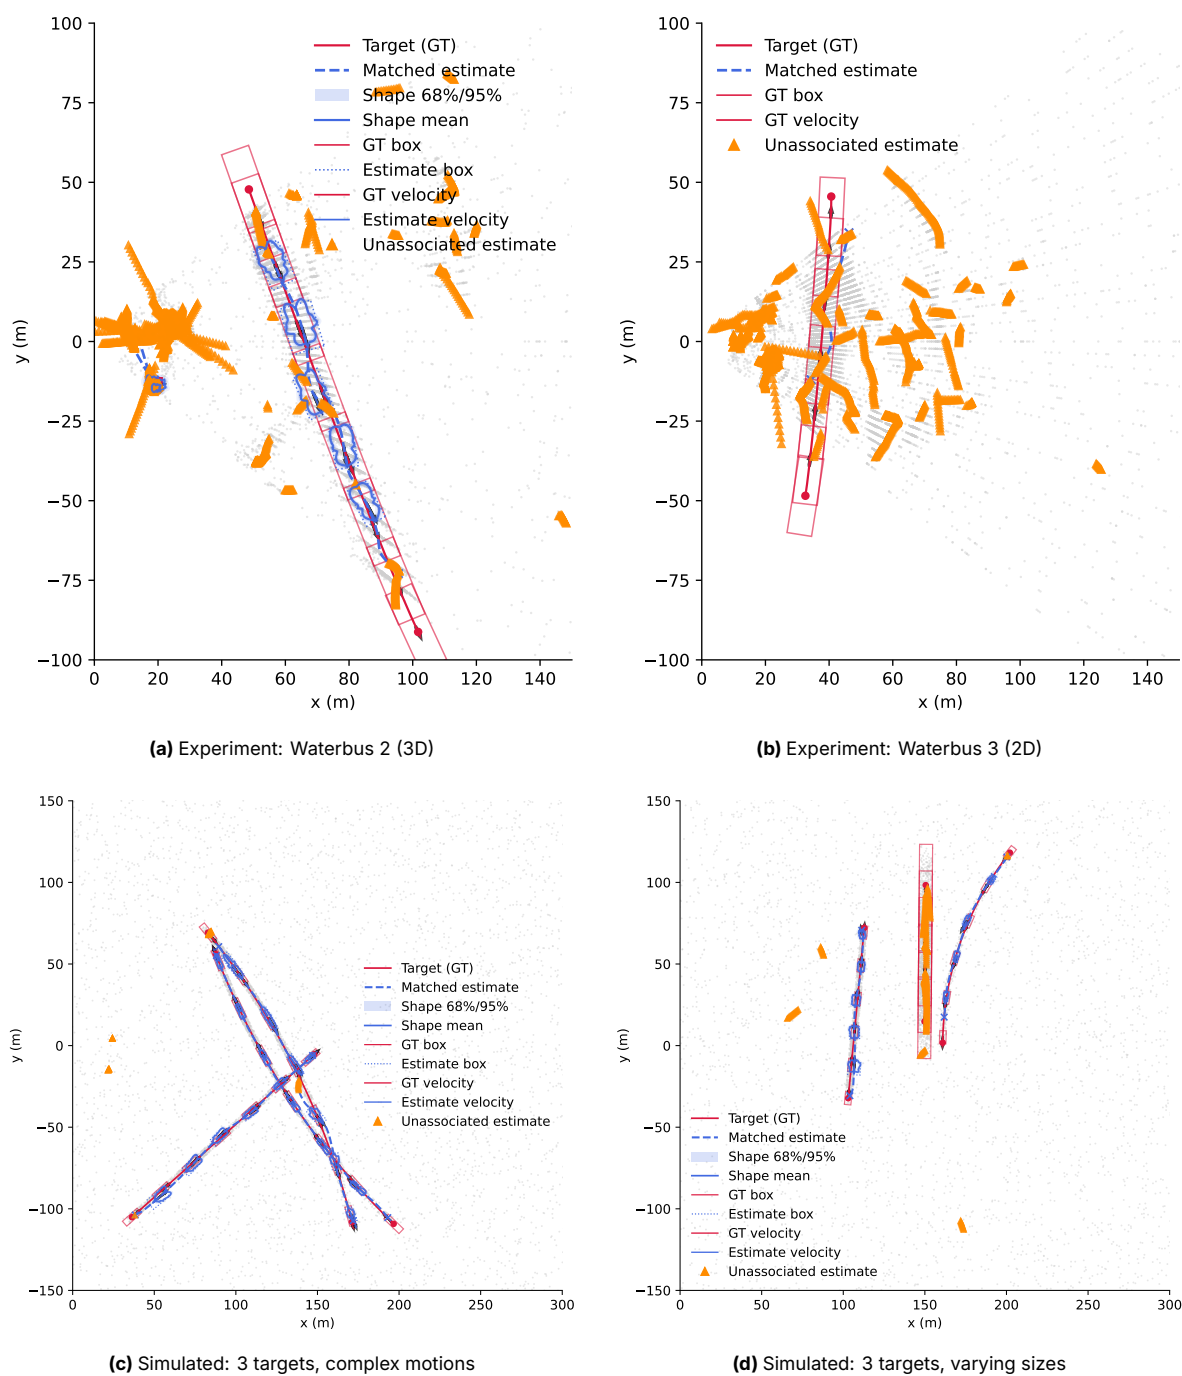 100
75
50
25
0
−25
−50
−75
−100
y (m)
0 20 40 60 80 100 120 140
x (m)
Target (GT)
Matched estimate
Shape 68%/95%
Shape mean
GT box
Estimate box
GT velocity
Estimate velocity
Unassociated estimate
(a) Experiment: Waterbus 2 (3D)
100
75
50
25
0
−25
−50
−75
−100
y (m)
0 20 40 60 80 100 120 140
x (m)
Target (GT)
Matched estimate
GT box
GT velocity
Unassociated estimate
(b) Experiment: Waterbus 3 (2D)
150
100
50
0
−50
−100
−150
y (m)
0 50 100 150 200 250 300
x (m)
Target (GT)
Matched estimate
Shape 68%/95%
Shape mean
GT box
Estimate box
GT velocity
Estimate velocity
Unassociated estimate
(c) Simulated: 3 targets, complex motions
150
100
50
0
−50
−100
−150
y (m)
0 50 100 150 200 250 300
x (m)
Target (GT)
Matched estimate
Shape 68%/95%
Shape mean
GT box
Estimate box
GT velocity
Estimate velocity
Unassociated estimate
(d) Simulated: 3 targets, varying sizes